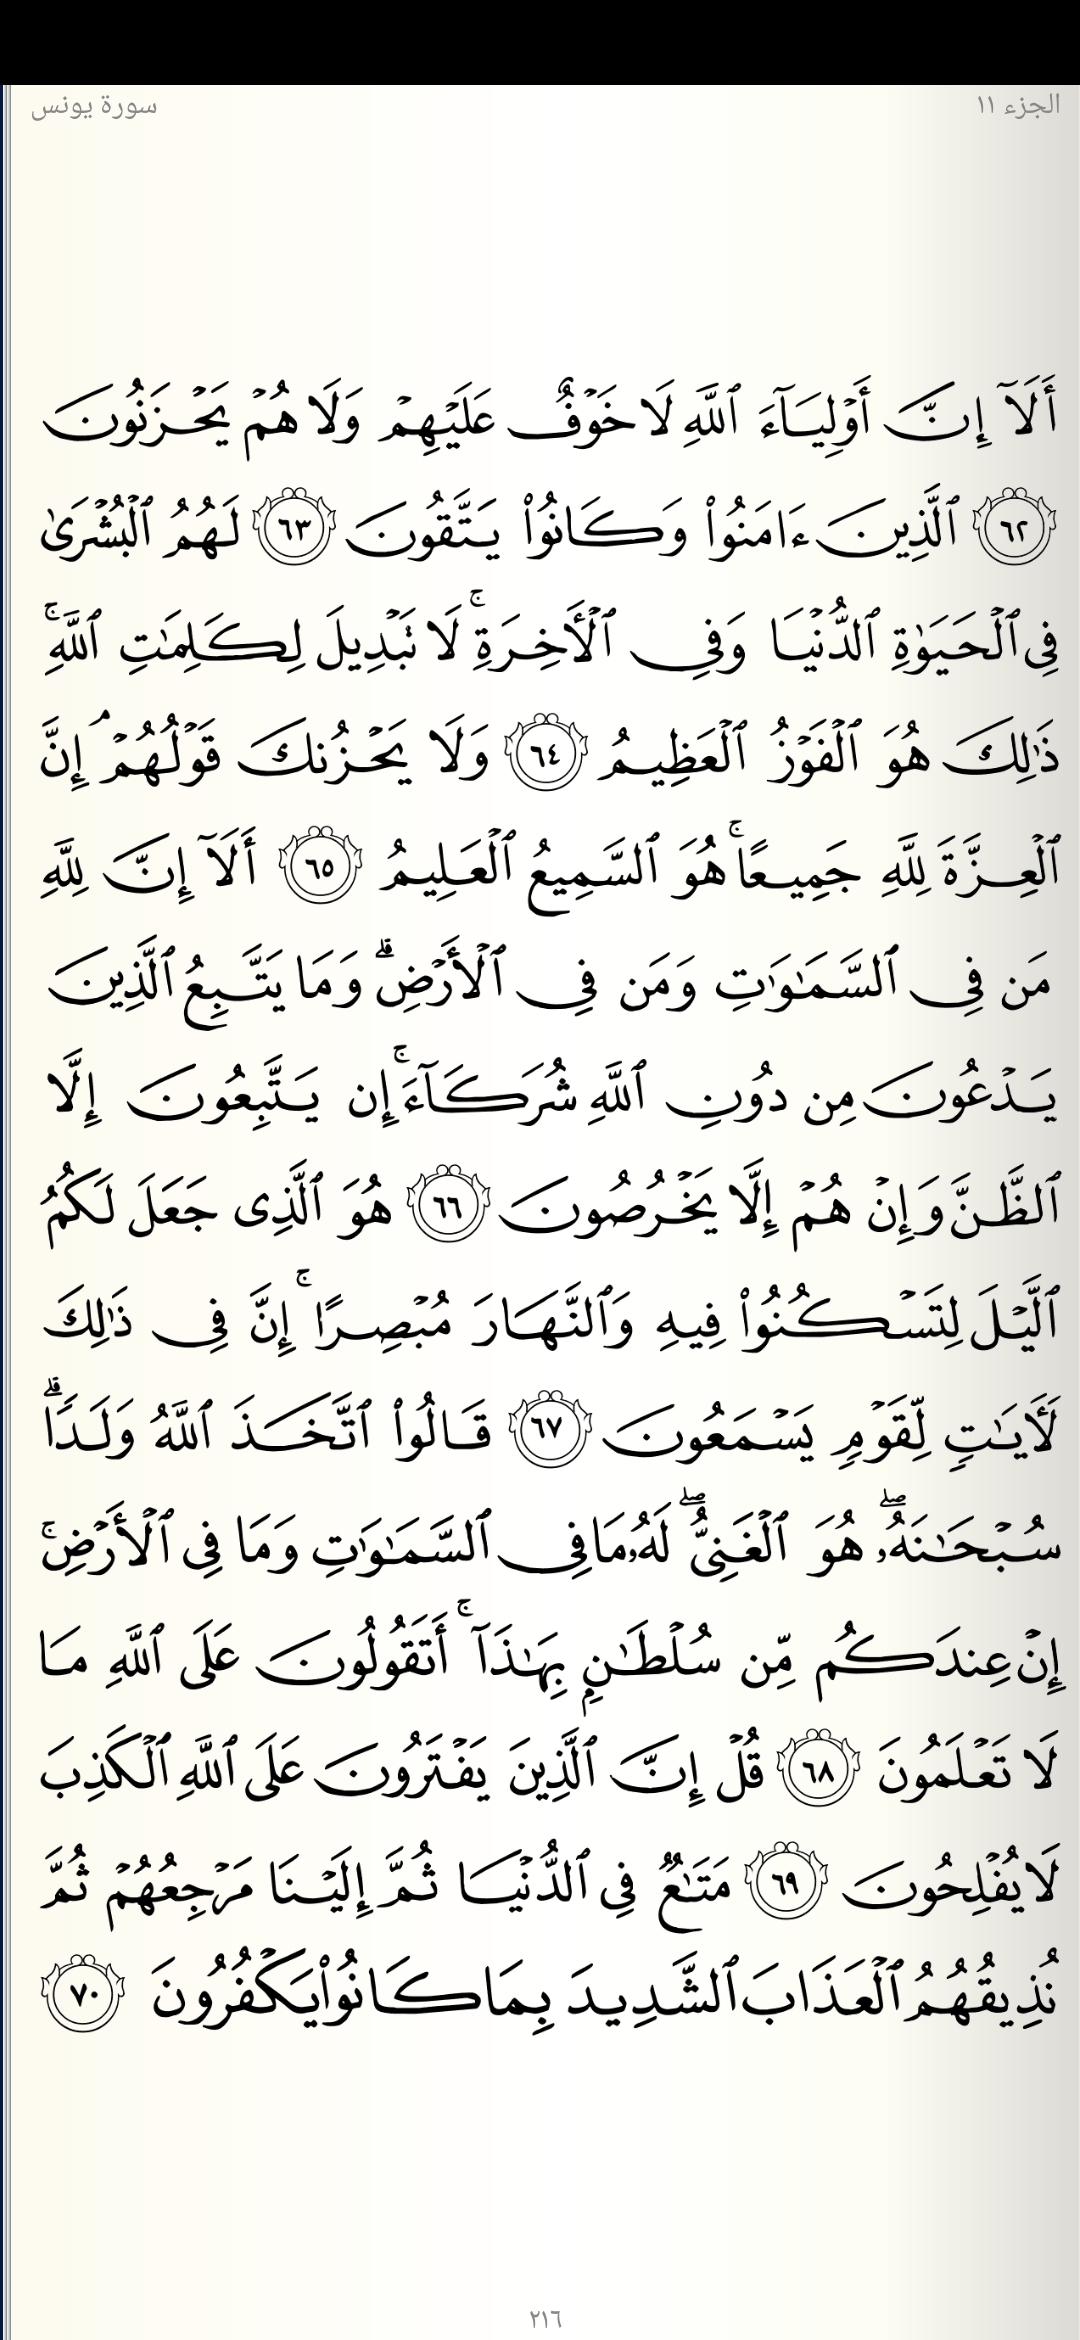 الجزء ١١
سورة يونس
أَلَآ إِنَّ أَوْلِيَآءَ ٱللَّهِ لَا خَوْفٌ عَلَيْهِمْ وَلَا هُمْ يَحْزَنُونَ
٦٢ ٱلَّذِينَ ءَامَنُوا۟ وَكَانُوا۟ يَتَّقُونَ ٦٣ لَهُمُ ٱلْبُشْرَىٰ
فِى ٱلْحَيَوٰةِ ٱلدُّنْيَا وَفِى ٱلْأَخِرَةِ ۚ لَا تَبْدِيلَ لِكَلِمَٰتِ ٱللَّهِ ۚ
ذَٰلِكَ هُوَ ٱلْفَوْزُ ٱلْعَظِيمُ ٦٤ وَلَا يَحْزُنكَ قَوْلُهُمْ ۘ إِنَّ
ٱلْعِزَّةَ لِلَّهِ جَمِيعًا ۚ هُوَ ٱلسَّمِيعُ ٱلْعَلِيمُ ٦٥ أَلَآ إِنَّ لِلَّهِ
مَن فِى ٱلسَّمَٰوَٰتِ وَمَن فِى ٱلْأَرْضِ ۗ وَمَا يَتَّبِعُ ٱلَّذِينَ
يَدْعُونَ مِن دُونِ ٱللَّهِ شُرَكَآءَ ۚ إِن يَتَّبِعُونَ إِلَّا
ٱلظَّنَّ وَإِنْ هُمْ إِلَّا يَخْرُصُونَ ٦٦ هُوَ ٱلَّذِى جَعَلَ لَكُمُ
ٱلَّيْلَ لِتَسْكُنُوا۟ فِيهِ وَٱلنَّهَارَ مُبْصِرًا ۚ إِنَّ فِى ذَٰلِكَ
لَأَيَٰتٍ لِّقَوْمٍ يَسْمَعُونَ ٦٧ قَالُوا۟ ٱتَّخَذَ ٱللَّهُ وَلَدًا ۗ
سُبْحَٰنَهُۥ ۖ هُوَ ٱلْغَنِىُّ ۖ لَهُۥ مَا فِى ٱلسَّمَٰوَٰتِ وَمَا فِى ٱلْأَرْضِ ۚ
إِنْ عِندَكُم مِّن سُلْطَٰنٍۭ بِهَٰذَآ ۚ أَتَقُولُونَ عَلَى ٱللَّهِ مَا
لَا تَعْلَمُونَ ٦٨ قُلْ إِنَّ ٱلَّذِينَ يَفْتَرُونَ عَلَى ٱللَّهِ ٱلْكَذِبَ
لَا يُفْلِحُونَ ٦٩ مَتَٰعٌ فِى ٱلدُّنْيَا ثُمَّ إِلَيْنَا مَرْجِعُهُمْ ثُمَّ
نُذِيقُهُمُ ٱلْعَذَابَ ٱلشَّدِيدَ بِمَا كَانُوا۟ يَكْفُرُونَ ٧٠
٢١٦